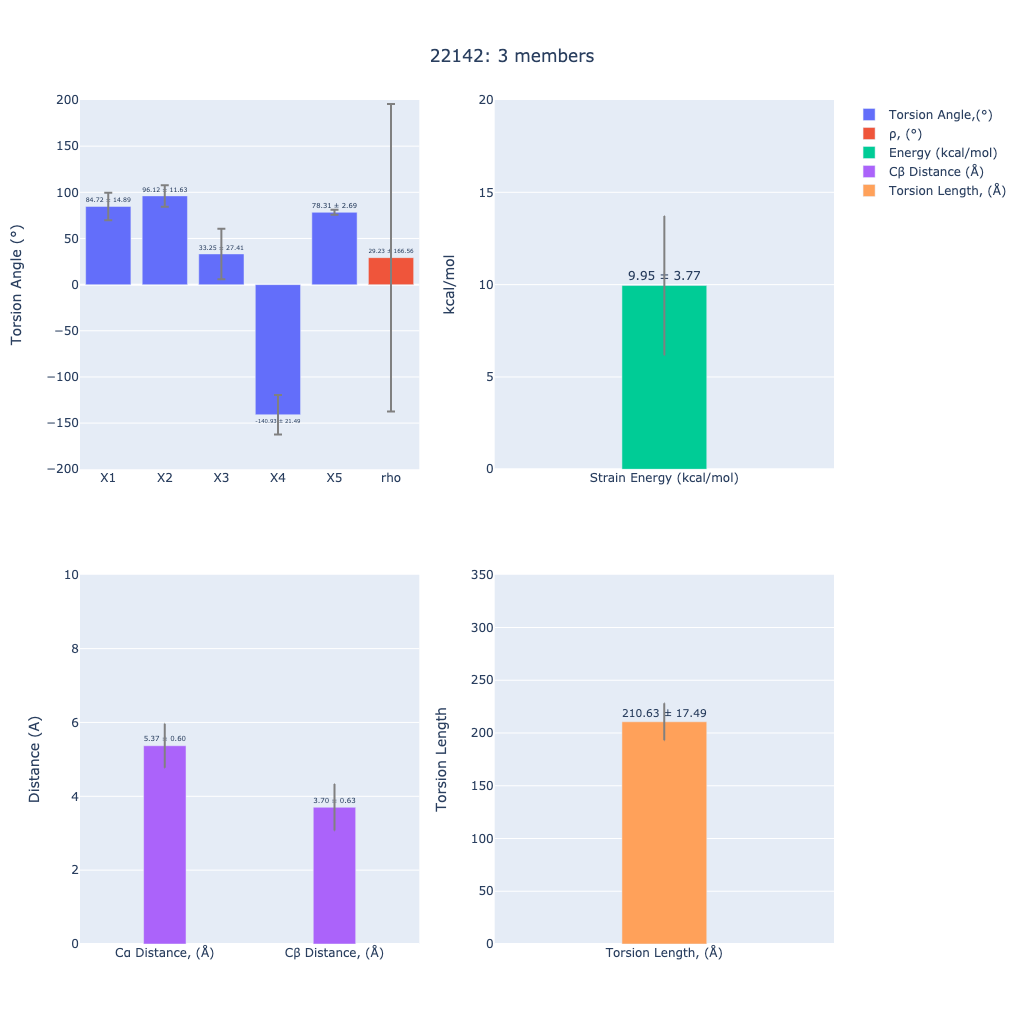 22142: 3 members
Torsion Angle (°)
200
150
100
50
0
−50
−100
−150
−200
84.72 ± 14.89
96.12 ± 11.63
33.25 ± 27.41
-140.93 ± 21.49
78.31 ± 2.69
29.23 ± 166.56
X1 X2 X3 X4 X5 rho
kcal/mol
20
15
10
5
0
9.95 ± 3.77
Strain Energy (kcal/mol)
Torsion Angle,(°)
ρ, (°)
Energy (kcal/mol)
Cβ Distance (Å)
Torsion Length, (Å)
Distance (A)
10
8
6
4
2
0
5.37 ± 0.60
3.70 ± 0.63
Cα Distance, (Å) Cβ Distance, (Å)
Torsion Length
350
300
250
200
150
100
50
0
210.63 ± 17.49
Torsion Length, (Å)